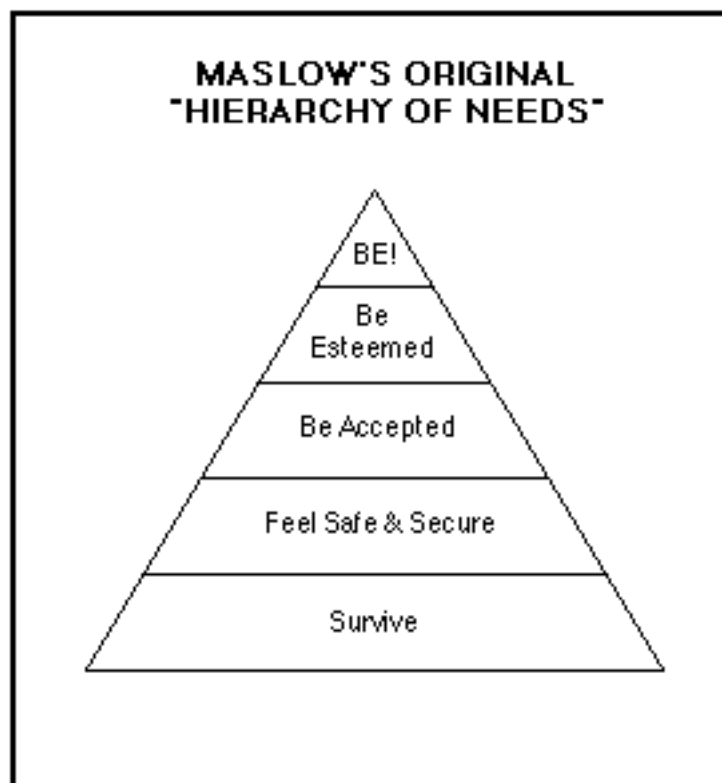 MASLOW'S ORIGINAL
"HIERARCHY OF NEEDS"
BE!
Be
Esteemed
Be Accepted
Feel Safe & Secure
Survive